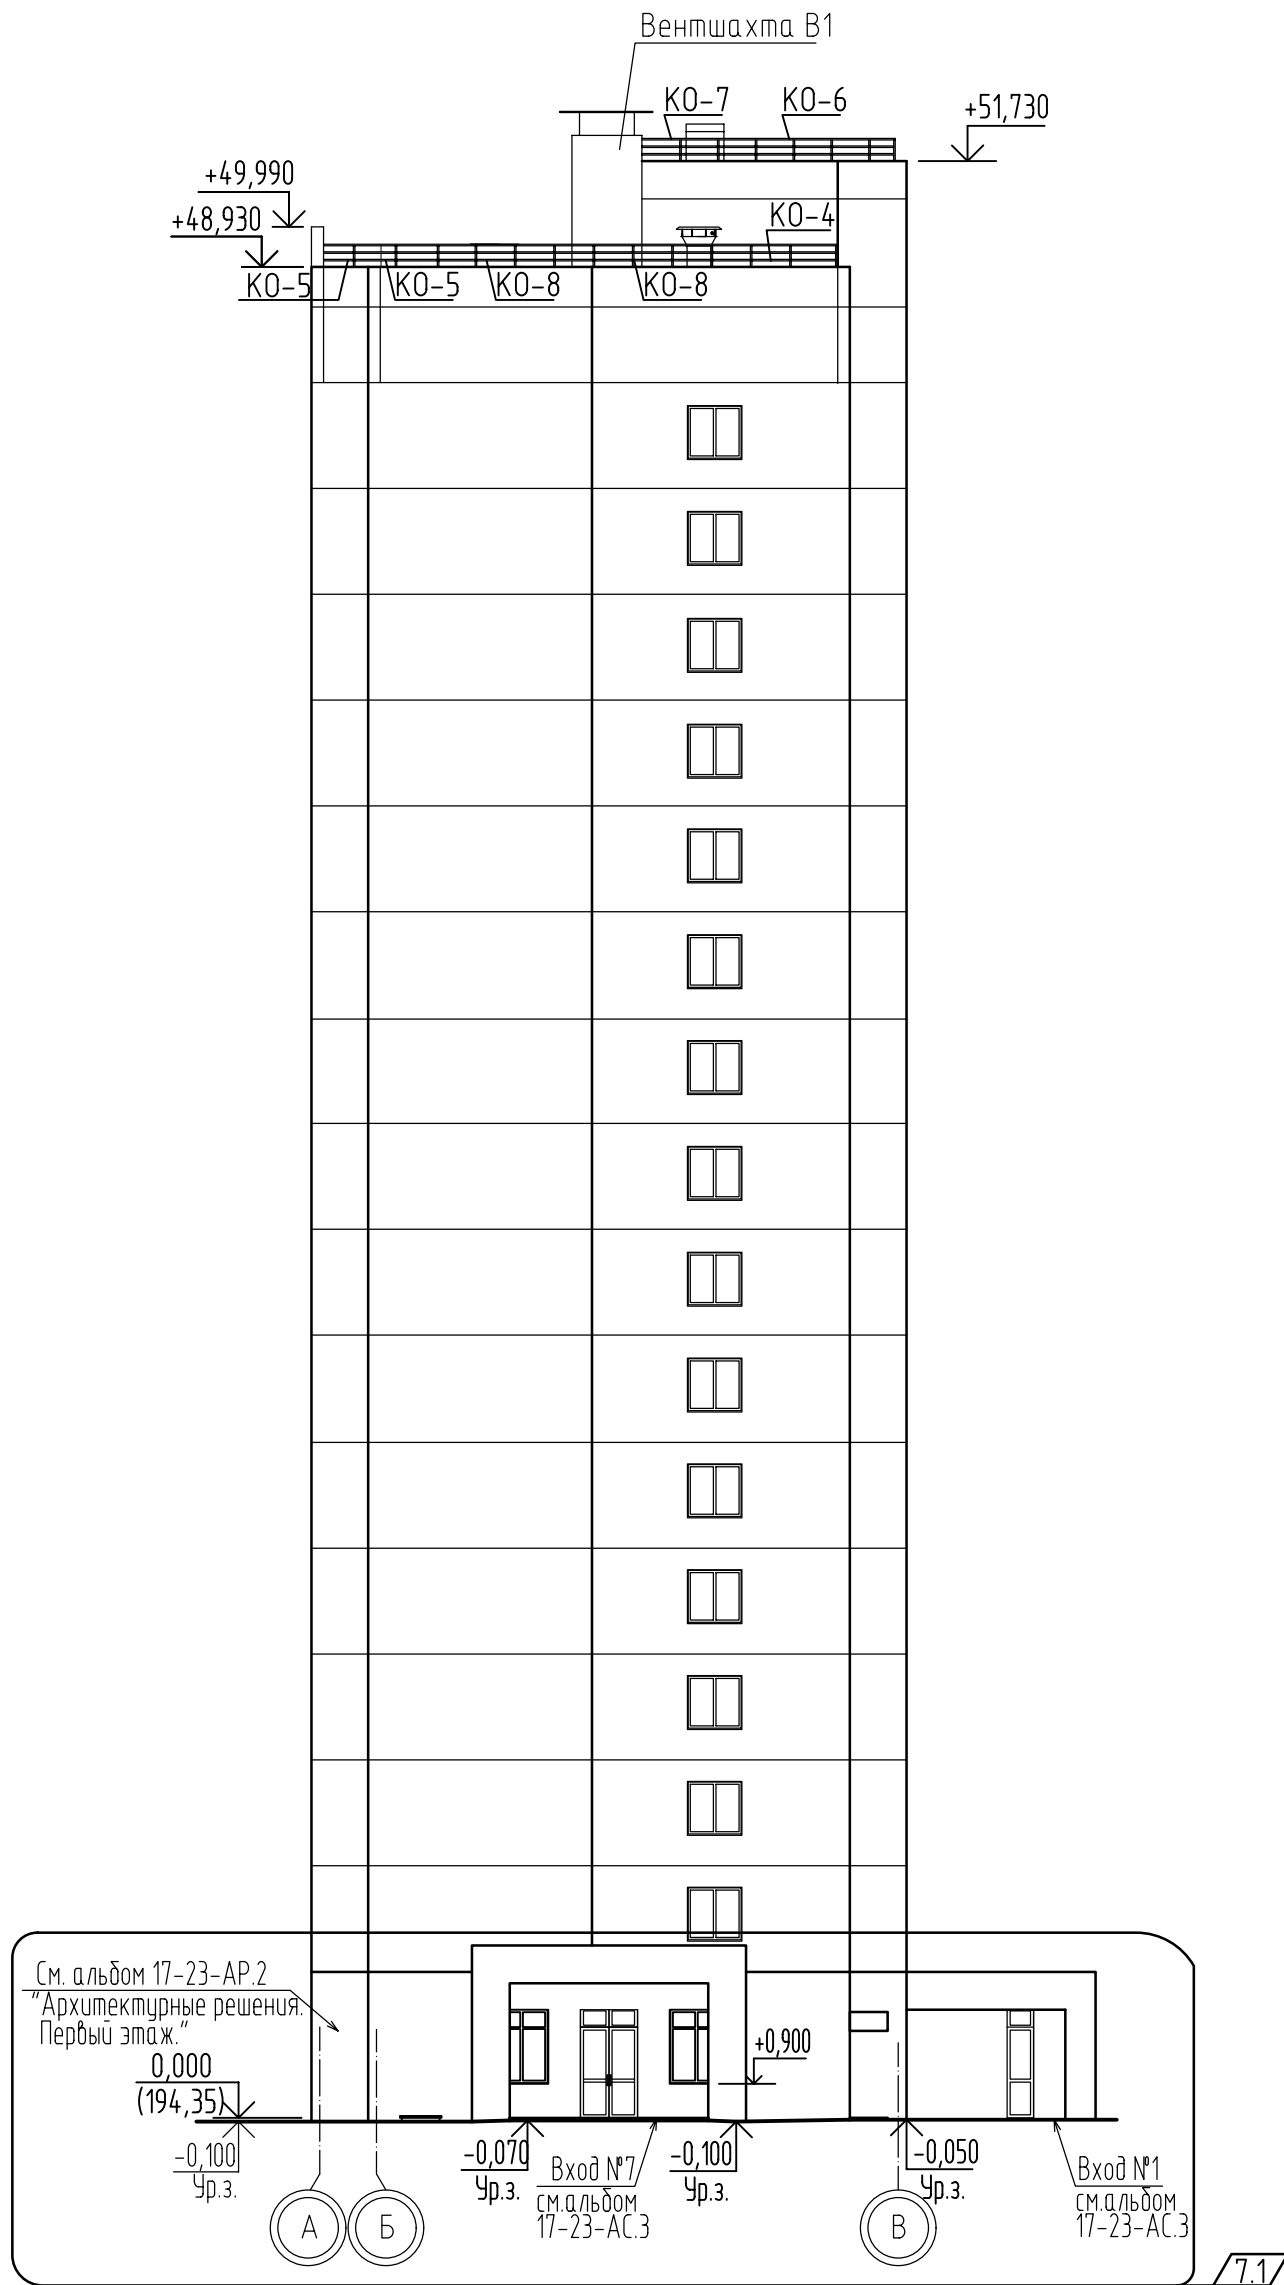 Вентшахта В1
КО-7
КО-6
+51,730
+49,990
+48,930
КО-4
КО-5
КО-5
КО-8
КО-8
См. альбом 17-23-АР.2
"Архитектурные решения.
Первый этаж."
0,000
(194,35)
-0,100
Ур.з.
+0,900
-0,070
Ур.з.
Вход №7
см.альбом
17-23-АС.3
-0,100
Ур.з.
-0,050
Ур.з.
Вход №1
см.альбом
17-23-АС.3
А
Б
В
7.1